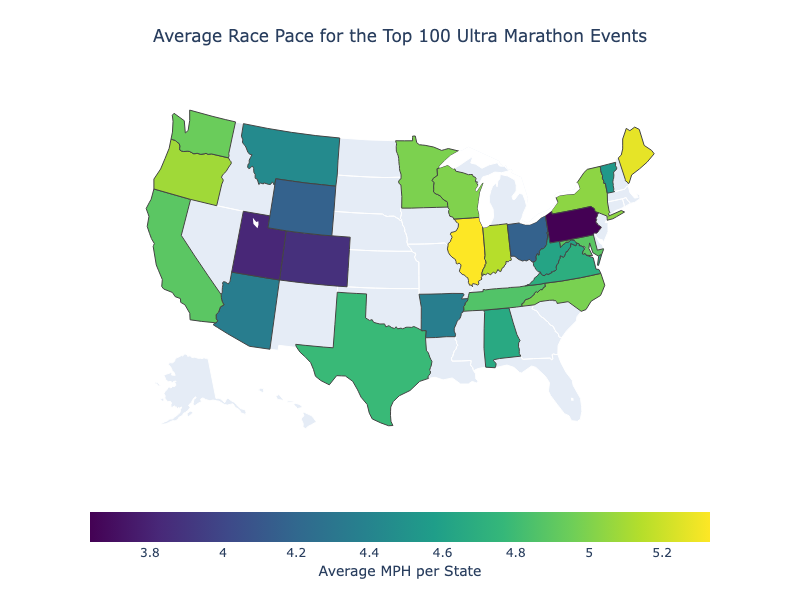 Average Race Pace for the Top 100 Ultra Marathon Events
3.8 4 4.2 4.4 4.6 4.8 5 5.2
Average MPH per State